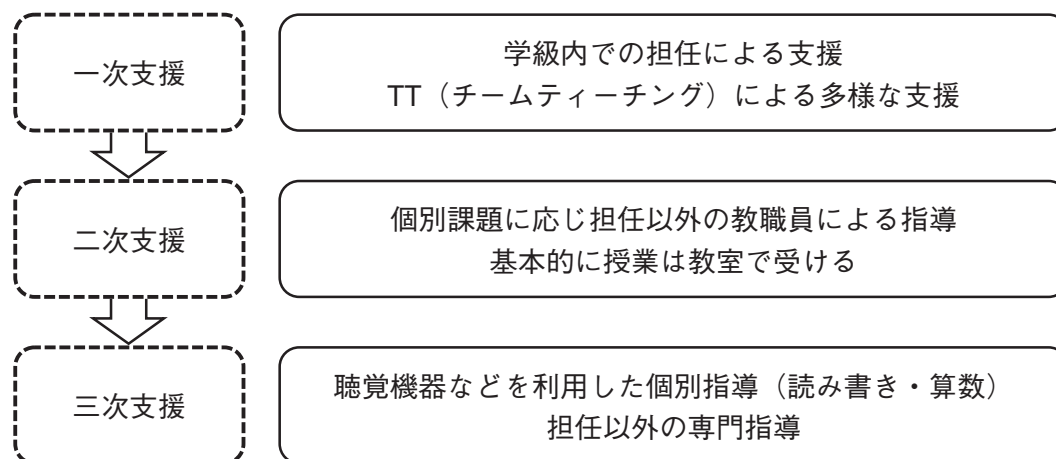 一次支援
学級内での担任による支援
TT（チームティーチング）による多様な支援
二次支援
個別課題に応じ担任以外の教職員による指導
基本的に授業は教室で受ける
三次支援
聴覚機器などを利用した個別指導（読み書き・算数）
担任以外の専門指導